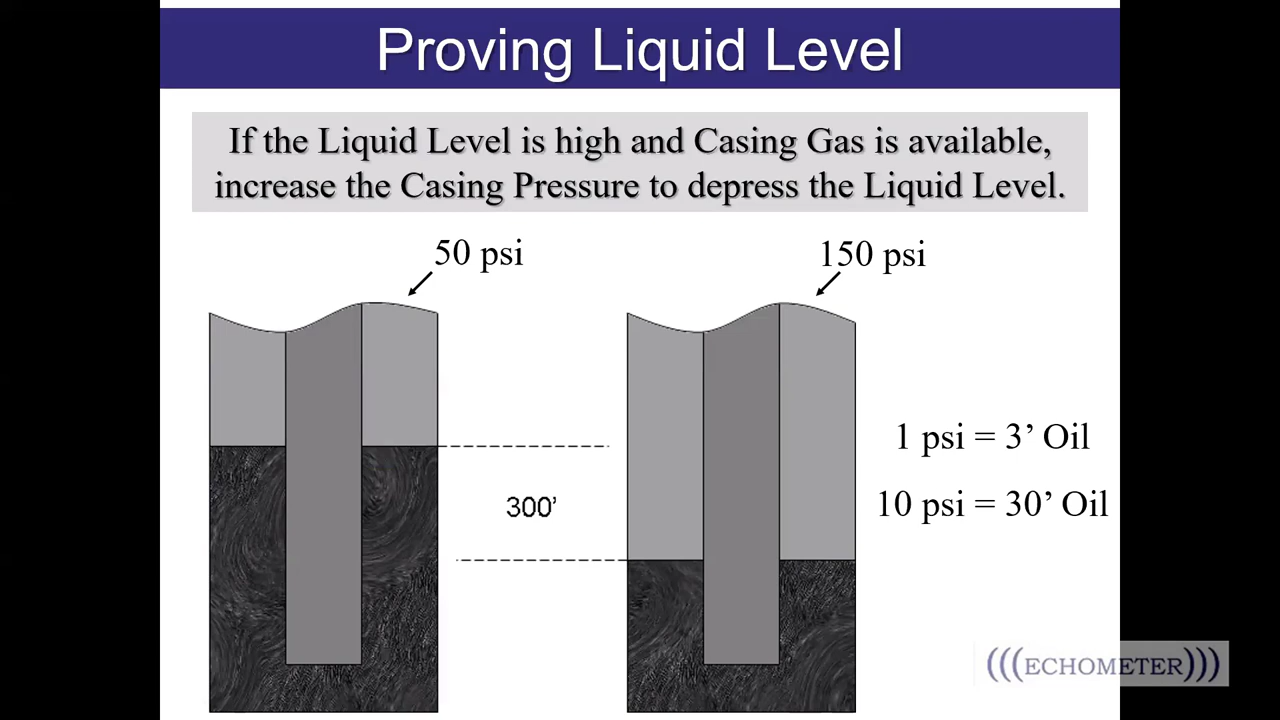 Proving Liquid Level
If the Liquid Level is high and Casing Gas is available,
increase the Casing Pressure to depress the Liquid Level.
50 psi
150 psi
1 psi = 3’ Oil
300'
10 psi = 30’ Oil
(((ECHOMETER)))